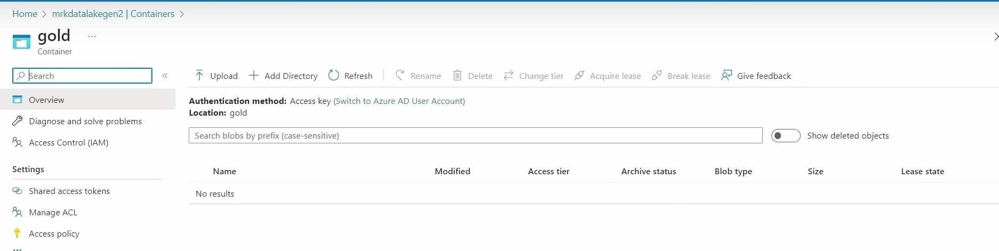 Home > mrkdatalakegen2 | Containers >
gold ...
Container
Search
Overview
Diagnose and solve problems
Access Control (IAM)
Settings
Shared access tokens
Manage ACL
Access policy
Upload Add Directory Refresh Rename Delete Change tier Acquire lease Break lease Give feedback
Authentication method: Access key (Switch to Azure AD User Account)
Location: gold
Search blobs by prefix (case-sensitive) Show deleted objects
Name Modified Access tier Archive status Blob type Size Lease state
No results